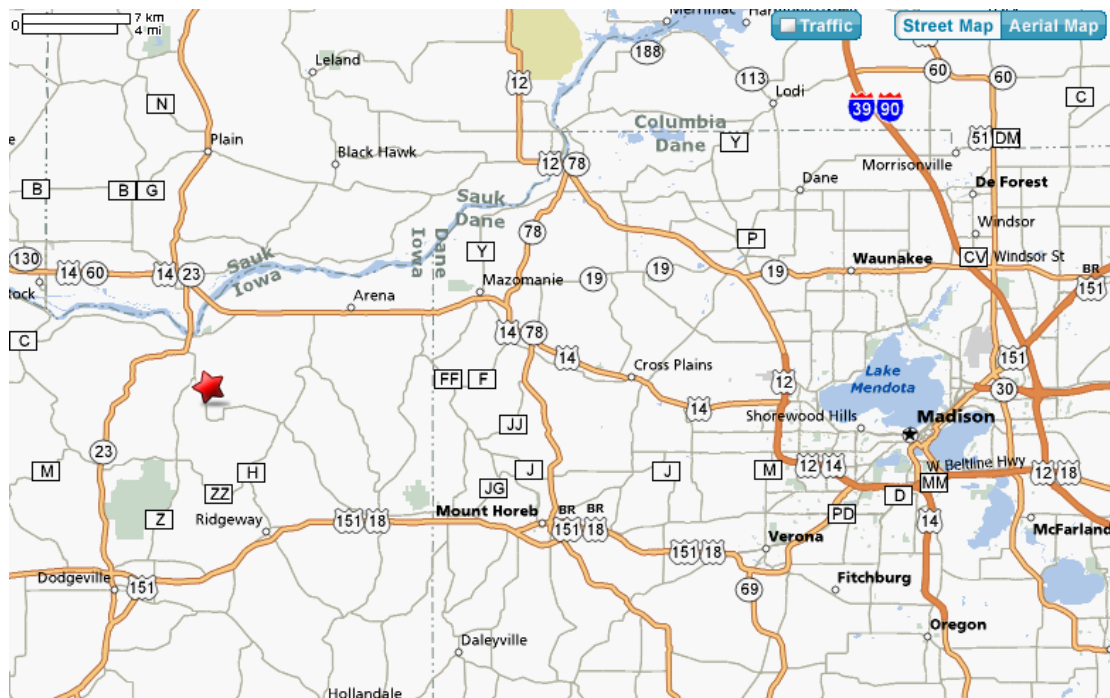 0
7 km
4 mi
Merrimac
Traffic
Street Map
Aerial Map
188
Leland
12
113
60
60
Lodi
N
39
90
C
Columbia
Dane
Y
51
DM
Plain
Black Hawk
12
78
Morrisonville
B
B
G
Sauk
Dane
Dane
De Forest
78
Windsor
Iowa
Dane
Y
P
130
14
60
14
23
Sauk
Iowa
19
19
19
Waunakee
CV
Windsor St
BR
151
Mazomanie
Arena
C
14
78
14
Cross Plains
151
Lake
Mendota
FF
F
12
30
14
Shorewood Hills
Madison
JJ
23
M
H
J
J
M
12
14
W Beltline Hwy
12
18
ZZ
JG
D
MM
Z
Ridgeway
151
18
Mount Horeb
BR
BR
151
18
PD
14
McFarland
151
18
Verona
Dodgeville
151
69
Fitchburg
Oregon
Daleyville
Hollandale